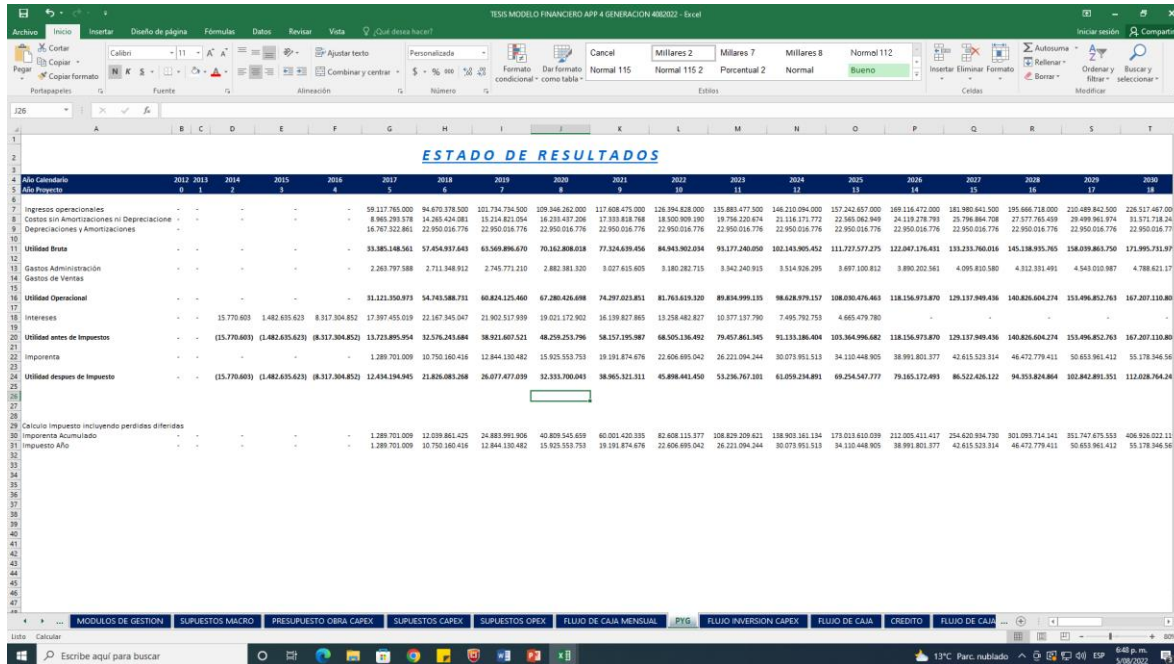 TESIS MODELO FINANCIERO APP 4 GENERACION 4082022 - Excel
Archivo Inicio Insertar Diseño de página Fórmulas Datos Revisar Vista ¿Qué desea hacer? Iniciar sesión Compartir
Pegar Cortar Copiar Copiar formato Portapapeles
Calibri 11 N K S Fuente
Ajustar texto Combinar y centrar Alineación
Personalizada $ % 000 Número
Formato condicional Dar formato como tabla
Cancel Millares 2 Millares 7 Millares 8 Normal 112
Normal 115 Normal 115 2 Porcentual 2 Normal Bueno
Estilos
Insertar Eliminar Formato Celdas
Autosuma Rellenar Borrar Ordenar y filtrar Buscar y seleccionar Modificar
J26
A B C D E F G H I J K L M N O P Q R S T
ESTADO DE RESULTADOS
Año Calendario 2012 2013 2014 2015 2016 2017 2018 2019 2020 2021 2022 2023 2024 2025 2026 2027 2028 2029 2030
Año Proyecto 0 1 2 3 4 5 6 7 8 9 10 11 12 13 14 15 16 17 18
Ingresos operacionales 59.117.765.000 94.670.378.500 101.734.734.500 109.346.262.000 117.608.475.000 126.394.828.000 135.883.477.500 146.210.094.000 157.242.657.000 169.116.472.000 181.980.641.500 195.666.718.000 210.489.842.500 226.517.467.00
Costos sin Amortizaciones ni Depreciacione - - - - 8.965.293.578 14.265.424.081 15.214.821.054 16.233.437.206 17.333.818.768 18.500.909.190 19.756.220.674 21.116.171.772 22.565.062.949 24.119.278.793 25.796.864.708 27.577.765.459 29.499.961.974 31.571.718.24
Depreciaciones y Amortizaciones - - - - 16.767.322.861 22.950.016.776 22.950.016.776 22.950.016.776 22.950.016.776 22.950.016.776 22.950.016.776 22.950.016.776 22.950.016.776 22.950.016.776 22.950.016.776 22.950.016.776 22.950.016.776 22.950.016.77
Utilidad Bruta - - - - - 33.385.148.561 57.454.937.643 63.569.896.670 70.162.808.018 77.324.639.456 84.943.902.034 93.177.240.050 102.143.905.452 111.727.577.275 122.047.176.431 133.233.760.016 145.138.935.765 158.039.863.750 171.995.731.97
Gastos Administración - - - 2.263.797.588 2.711.348.912 2.745.771.210 2.882.381.320 3.027.615.605 3.180.282.715 3.342.240.915 3.514.926.295 3.697.100.812 3.890.202.561 4.095.810.580 4.312.331.491 4.543.010.987 4.788.621.17
Gastos de Ventas
Utilidad Operacional - - - - - 31.121.350.973 54.743.588.731 60.824.125.460 67.280.426.698 74.297.023.851 81.763.619.320 89.834.999.135 98.628.979.157 108.030.476.463 118.156.973.870 129.137.949.436 140.826.604.274 153.496.852.763 167.207.110.80
Intereses - - 15.770.603 1.482.635.623 8.317.304.852 17.397.455.019 22.167.345.047 21.902.517.939 19.021.172.902 16.139.827.865 13.258.482.827 10.377.137.790 7.495.792.753 4.665.479.780 - - - - -
Utilidad antes de Impuestos - - (15.770.603) (1.482.635.623) (8.317.304.852) 13.723.895.954 32.576.243.684 38.921.607.521 48.259.253.796 58.157.195.987 68.505.136.492 79.457.861.345 91.133.186.404 103.364.996.682 118.156.973.870 129.137.949.436 140.826.604.274 153.496.852.763 167.207.110.80
Imporenta - - - 1.289.701.009 10.750.160.416 12.844.130.482 15.925.553.753 19.191.874.676 22.606.695.042 26.221.094.244 30.073.951.513 34.110.448.905 38.991.801.377 42.615.523.314 46.472.779.411 50.653.961.412 55.178.346.56
Utilidad despues de Impuesto - - (15.770.603) (1.482.635.623) (8.317.304.852) 12.434.194.945 21.826.083.268 26.077.477.039 32.333.700.043 38.965.321.311 45.898.441.450 53.236.767.101 61.059.234.891 69.254.547.777 79.165.172.493 86.522.426.122 94.353.824.864 102.842.891.351 112.028.764.24
Calculo Impuesto incluyendo perdidas diferidas
Imporenta Acumulado - - - - - 1.289.701.009 12.039.861.425 24.883.991.906 40.809.545.659 60.001.420.335 82.608.115.377 108.829.209.621 138.903.161.134 173.013.610.039 212.005.411.417 254.620.934.730 301.093.714.141 351.747.675.553 406.926.022.11
Impuesto Año - - - - - 1.289.701.009 10.750.160.416 12.844.130.482 15.925.553.753 19.191.874.676 22.606.695.042 26.221.094.244 30.073.951.513 34.110.448.905 38.991.801.377 42.615.523.314 46.472.779.411 50.653.961.412 55.178.346.56
... MODULOS DE GESTION SUPUESTOS MACRO PRESUPUESTO OBRA CAPEX SUPUESTOS CAPEX SUPUESTOS OPEX FLUJO DE CAJA MENSUAL PYG FLUJO INVERSION CAPEX FLUJO DE CAJA CREDITO FLUJO DE CAJA ...
Listo Calcular 80%
Escribe aquí para buscar 13°C Parc. nublado ESP 6:48 p. m.
5/08/2022